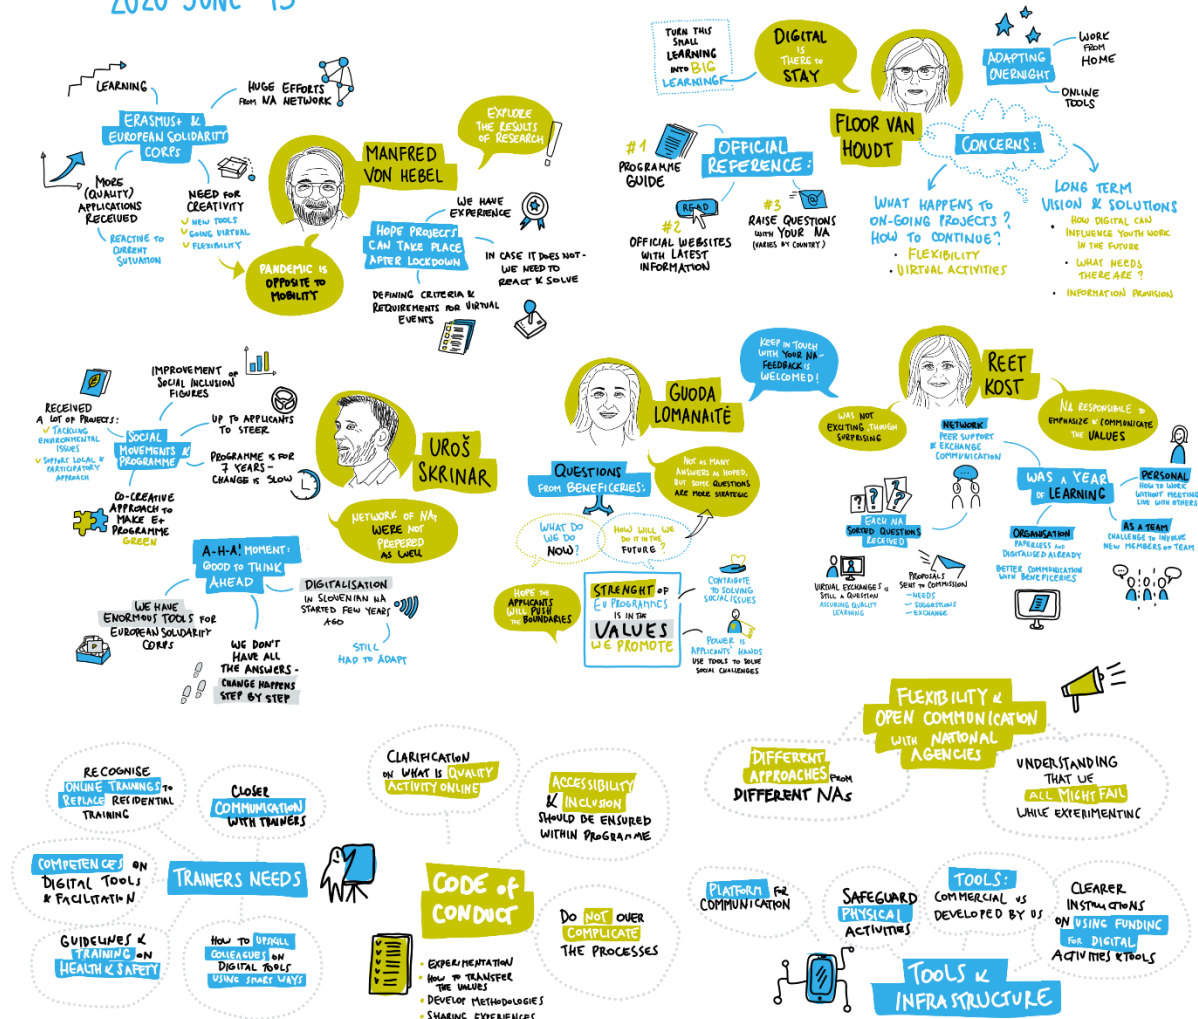 2020 JUNE 15
LEARNING
HUGE EFFORTS
FROM NA NETWORK
ERASMUS+ &
EUROPEAN SOLIDARITY
CORPS
MORE
(QUALITY)
APPLICATIONS
RECEIVED
REACTIVE TO
CURRENT
SUTUATION
NEED FOR
CREATIVITY
NEW TOOLS
GOING VIRTUAL
FLEXIBILITY
MANFRED
VON HEBEL
EXPLORE
THE RESULTS
OF RESEARCH
PANDEMIC IS
OPPOSITE TO
MOBILITY
WE HAVE
EXPERIENCE
HOPE PROJECTS
CAN TAKE PLACE
AFTER LOCKDOWN
IN CASE IT DOES NOT -
WE NEED TO
REACT & SOLVE
DEFINING CRITERIA &
REQUIREMENTS FOR VIRTUAL
EVENTS
TURN THIS
SMALL
LEARNING
INTO BIG
LEARNING
DIGITAL
IS
THERE TO
STAY
FLOOR VAN
HOUDT
ADAPTING
OVERNIGHT
WORK
FROM
HOME
ONLINE
TOOLS
OFFICIAL
REFERENCE:
#1
PROGRAMME
GUIDE
READ
#2
OFFICIAL WEBSITES
WITH LATEST
INFORMATION
@
#3
RAISE QUESTIONS
WITH YOUR NA
(VARIES BY COUNTRY)
CONCERNS:
WHAT HAPPENS TO
ON-GOING PROJECTS?
HOW TO CONTINUE?
• FLEXIBILITY
• VIRTUAL ACTIVITIES
LONG TERM
VISION & SOLUTIONS
• HOW DIGITAL CAN
INFLUENCE YOUTH WORK
IN THE FUTURE
• WHAT NEEDS
THERE ARE?
• INFORMATION PROVISION
IMPROVEMENT OF
SOCIAL INCLUSION
FIGURES
RECEIVED
A LOT OF PROJECTS:
TACKLING
ENVIRONMENTAL
ISSUES
SUPPORT LOCAL &
PARTICIPATORY
APPROACH
SOCIAL
MOVEMENTS &
PROGRAMME
UP TO APPLICANTS
TO STEER
PROGRAMME IS FOR
7 YEARS -
CHANGE IS SLOW
CO-CREATIVE
APPROACH TO
MAKE E+
PROGRAMME
GREEN
UROŠ
SKRINAR
NETWORK OF NAs
WERE NOT
PREPERED
AS WELL
A-H-A! MOMENT:
GOOD TO THINK
AHEAD
WE HAVE
ENORMOUS TOOLS FOR
EUROPEAN SOLIDARITY
CORPS
WE DON'T
HAVE ALL
THE ANSWERS -
CHANGE HAPPENS
STEP BY STEP
DIGITALISATION
IN SLOVENIAN NA
STARTED FEW YEARS
AGO
STILL
HAD TO ADAPT
GUODA
LOMANAITĖ
KEEP IN TOUCH
WITH YOUR NA -
FEEDBACK IS
WELCOMED!
QUESTIONS
FROM BENEFICERIES:
NOT AS MANY
ANSWERS AS HOPED,
BUT SOME QUESTIONS
ARE MORE STRATEGIC
WHAT DO
WE DO
NOW?
HOW WILL WE
DO IT IN THE
FUTURE?
HOPE THE
APPLICANTS
WILL PUSH
THE BOUNDARIES
STRENGHT OF
EU PROGRAMMES
IS IN THE
VALUES
WE PROMOTE
CONTRIBUTE
TO SOLVING
SOCIAL ISSUES
POWER IS
APPLICANTS' HANDS
USE TOOLS TO SOLVE
SOCIAL CHALLENGES
REET
KOST
WAS NOT
EXCITING, THOUGH
SURPRISING
NA RESPONSIBLE TO
EMPHASIZE & COMMUNICATE
THE VALUES
NETWORK
PEER SUPPORT
& EXCHANGE
COMMUNICATION
WAS A YEAR
OF LEARNING
PERSONAL
HOW TO WORK
WITHOUT MEETING
LIVE WITH OTHERS
? ? ?
EACH NA
SORTED QUESTIONS
RECEIVED
ORGANISATION
PAPERLESS AND
DIGITALISED ALREADY
BETTER COMMUNICATION
WITH BENEFICERIES
AS A TEAM
CHALLENGE TO INVOLVE
NEW MEMBERS OF TEAM
VIRTUAL EXCHANGES
STILL A QUESTION
ASSURING QUALITY
LEARNING
PROPOSALS
SENT TO COMMISSION
- NEEDS
- SUGGESTIONS
- EXCHANGE
FLEXIBILITY &
OPEN COMMUNICATION
WITH NATIONAL
AGENCIES
DIFFERENT
APPROACHES FROM
DIFFERENT NAs
UNDERSTANDING
THAT WE
ALL MIGHT FAIL
WHILE EXPERIMENTING
RECOGNISE
ONLINE TRAININGS TO
REPLACE RESIDENTIAL
TRAINING
CLOSER
COMMUNICATION
WITH TRAINERS
COMPETENCES ON
DIGITAL TOOLS
& FACILITATION
TRAINERS NEEDS
GUIDELINES &
TRAINING ON
HEALTH & SAFETY
HOW TO UPSKILL
COLLEAGUES ON
DIGITAL TOOLS
USING SMART WAYS
CLARIFICATION
ON WHAT IS QUALITY
ACTIVITY ONLINE
ACCESSIBILITY
& INCLUSION
SHOULD BE ENSURED
WITHIN PROGRAMME
CODE OF
CONDUCT
• EXPERIMENTATION
• HOW TO TRANSFER
THE VALUES
• DEVELOP METHODOLOGIES
• SHARING EXPERIENCES
DO NOT OVER
COMPLICATE
THE PROCESSES
PLATFORM FOR
COMMUNICATION
SAFEGUARD
PHYSICAL
ACTIVITIES
TOOLS:
COMMERCIAL VS
DEVELOPED BY US
CLEARER
INSTRUCTIONS
ON USING FUNDING
FOR DIGITAL
ACTIVITIES & TOOLS
TOOLS &
INFRASTRUCTURE